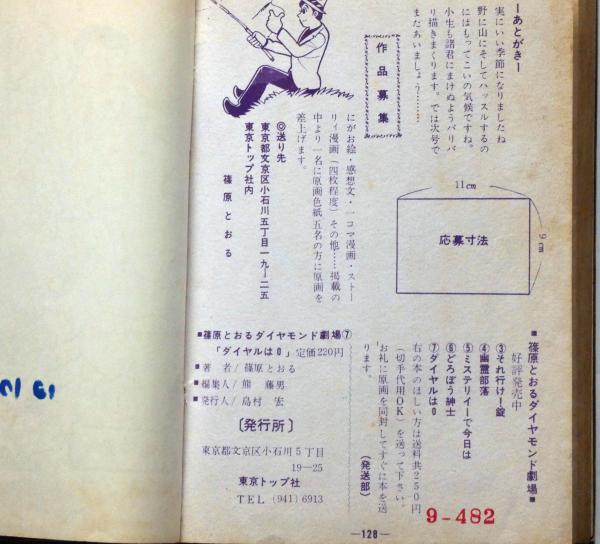 ーあとがきー
実にいい季節になりましたね
野に山にそしてハッスルするの
にはもってこいの気候ですね。
小生も諸君にまけぬようバリバ
リ描きまくります。では次号で
またあいましょう………
作品募集
にがお絵・感想文・一コマ漫画・ストー
リィ漫画(四枚程度)その他……掲載の
中より一名に原画色紙五名の方に原画を
差上げます。
◎送り先
東京都文京区小石川五丁目一九ー二五
東京トップ社内
篠原とおる
11cm
9cm
応募寸法
■篠原とおるダイヤモンド劇場■
好評発売中
③それ行け!錠
④幽霊部落
⑤ミステリイーで今日は
⑥どろぼう紳士
⑦ダイヤルは0
右の本のほしい方は送料共250円
(切手代用OK)を送って下さい。
お礼に原画を同封してすぐに本を送
ります。
(発送部)
■篠原とおるダイヤモンド劇場⑦
「ダイヤルは0」定価220円
■著 者/篠原とおる
■編集人/熊 藤男
■発行人/島村 宏
〔発行所〕
東京都文京区小石川5丁目
19―25
東京トップ社
TEL (941) 6913
9-482
―128―